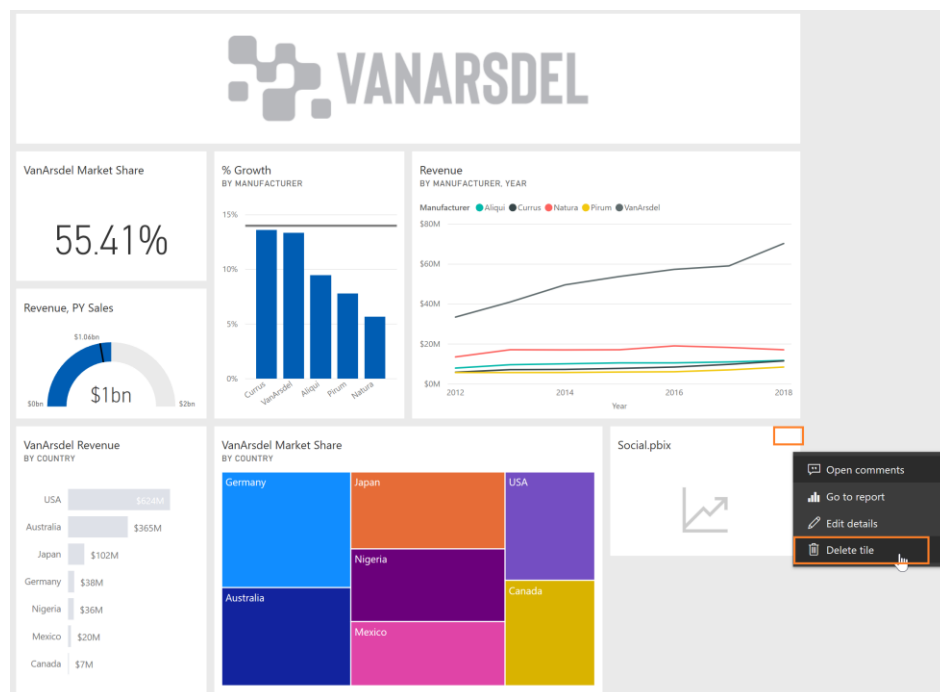 VANARSDEL
VanArsdel Market Share
55.41%
% Growth
BY MANUFACTURER
15%
10%
5%
0%
Currus
VanArsdel
Aliqui
Pirum
Natura
Revenue
BY MANUFACTURER, YEAR
Manufacturer Aliqui Currus Natura Pirum VanArsdel
$80M
$60M
$40M
$20M
$0M
2012 2014 2016 2018
Year
Revenue, PY Sales
$1.06bn
$1bn
$0bn $2bn
VanArsdel Revenue
BY COUNTRY
USA $624M
Australia $365M
Japan $102M
Germany $38M
Nigeria $36M
Mexico $20M
Canada $7M
VanArsdel Market Share
BY COUNTRY
Germany
Japan
USA
Nigeria
Australia
Canada
Mexico
Social.pbix
Open comments
Go to report
Edit details
Delete tile